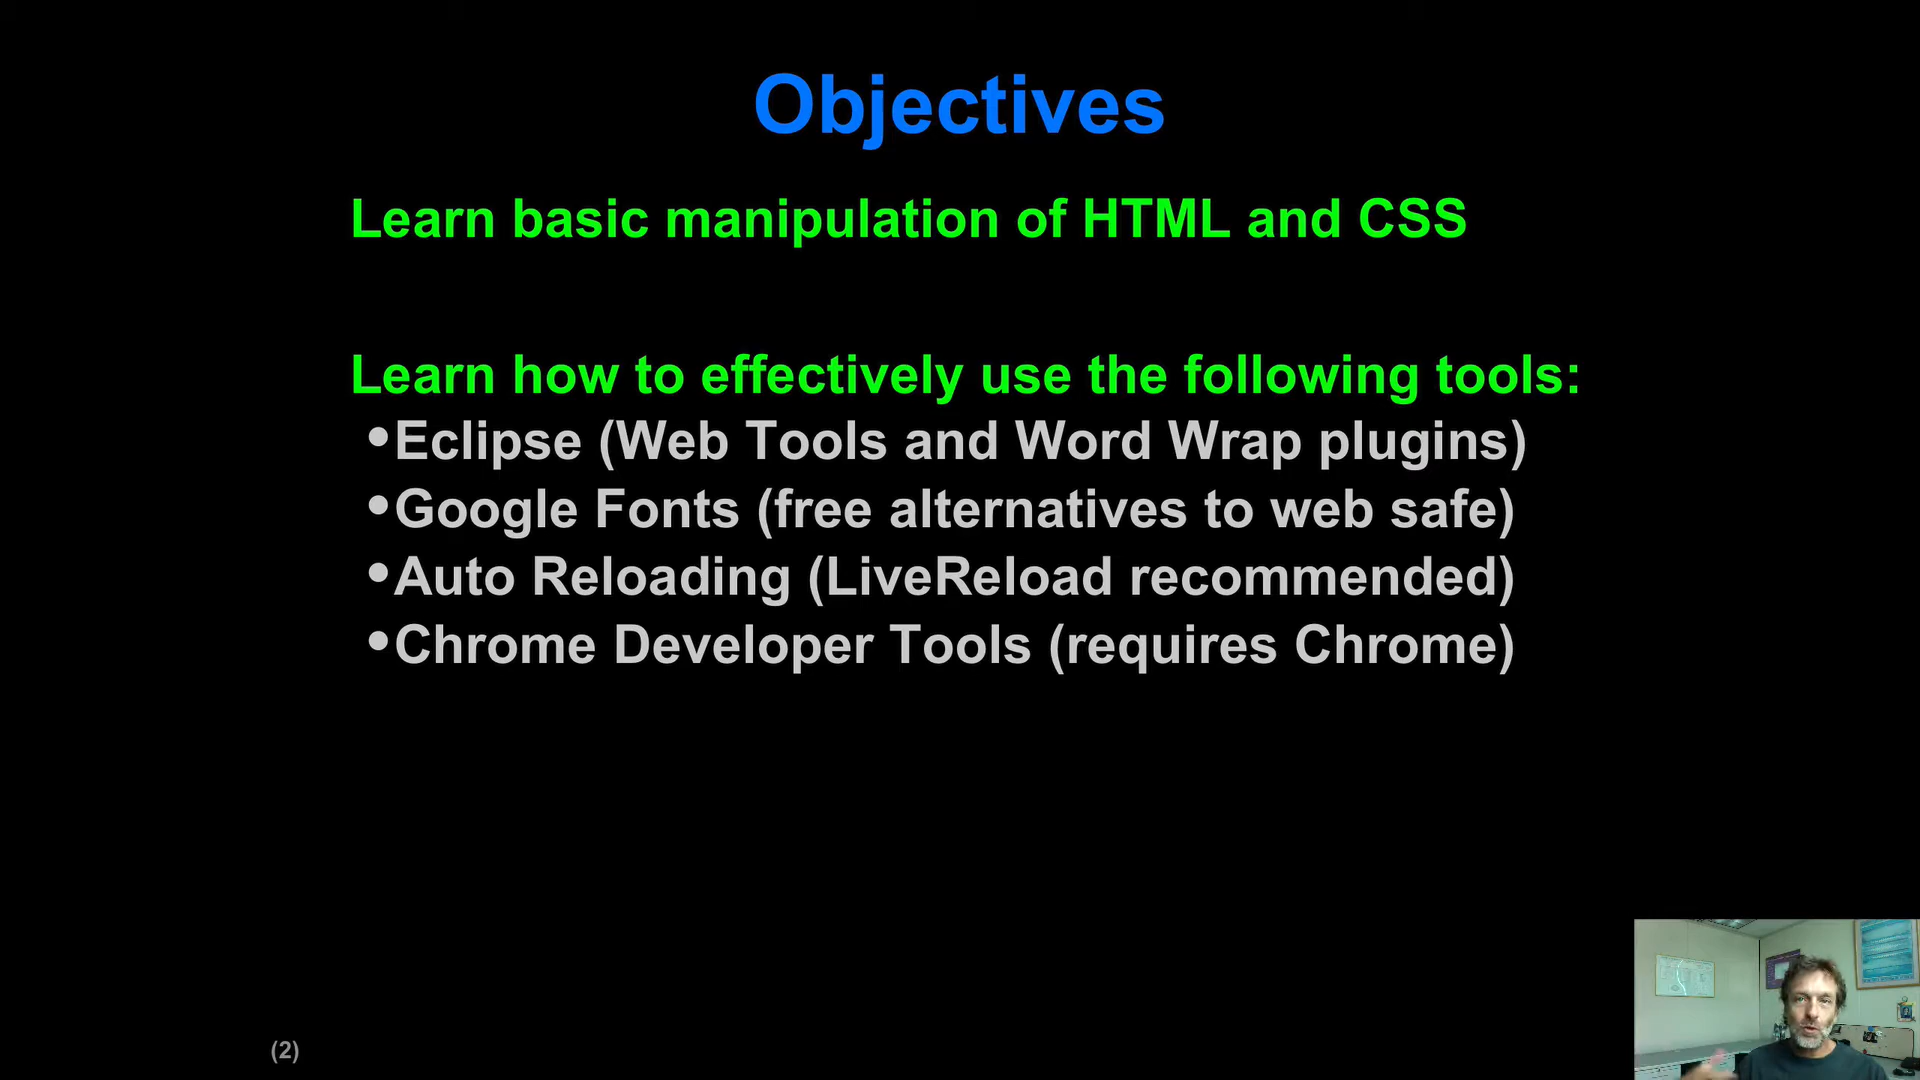 Objectives
Learn basic manipulation of HTML and CSS
Learn how to effectively use the following tools:
•Eclipse (Web Tools and Word Wrap plugins)
•Google Fonts (free alternatives to web safe)
•Auto Reloading (LiveReload recommended)
•Chrome Developer Tools (requires Chrome)
(2)